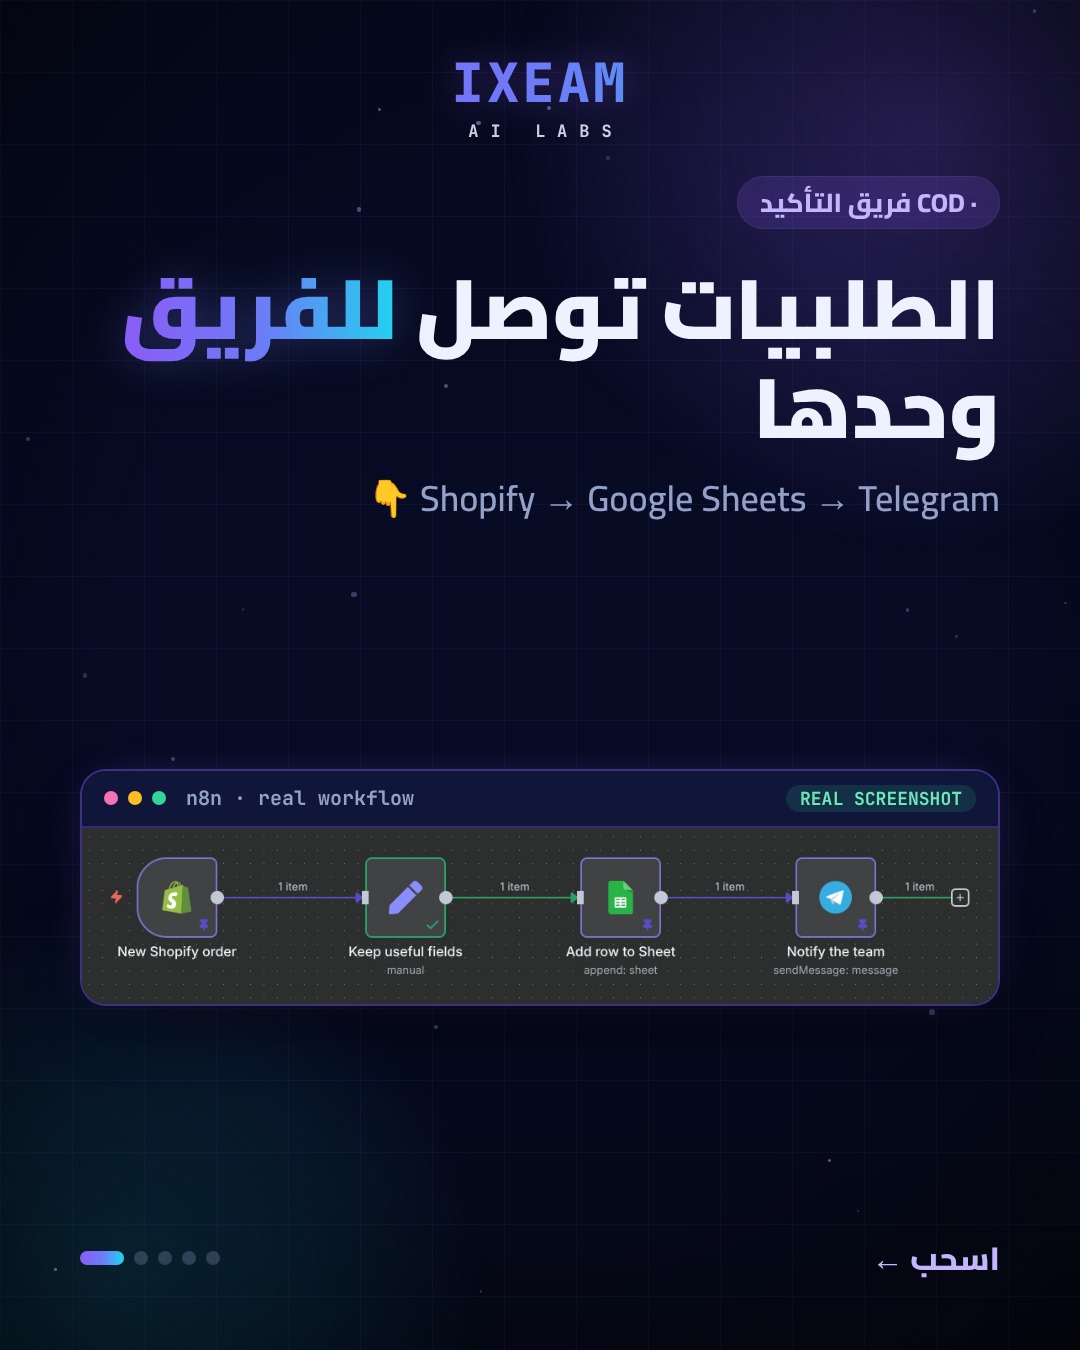 IXEAM
AI LABS
· COD فريق التأكيد
الطلبيات توصل للفريق
وحدها
👇 Shopify → Google Sheets → Telegram
n8n · real workflow
REAL SCREENSHOT
1 item
1 item
1 item
1 item
New Shopify order
Keep useful fields
Add row to Sheet
Notify the team
manual
append: sheet
sendMessage: message
اسحب ←